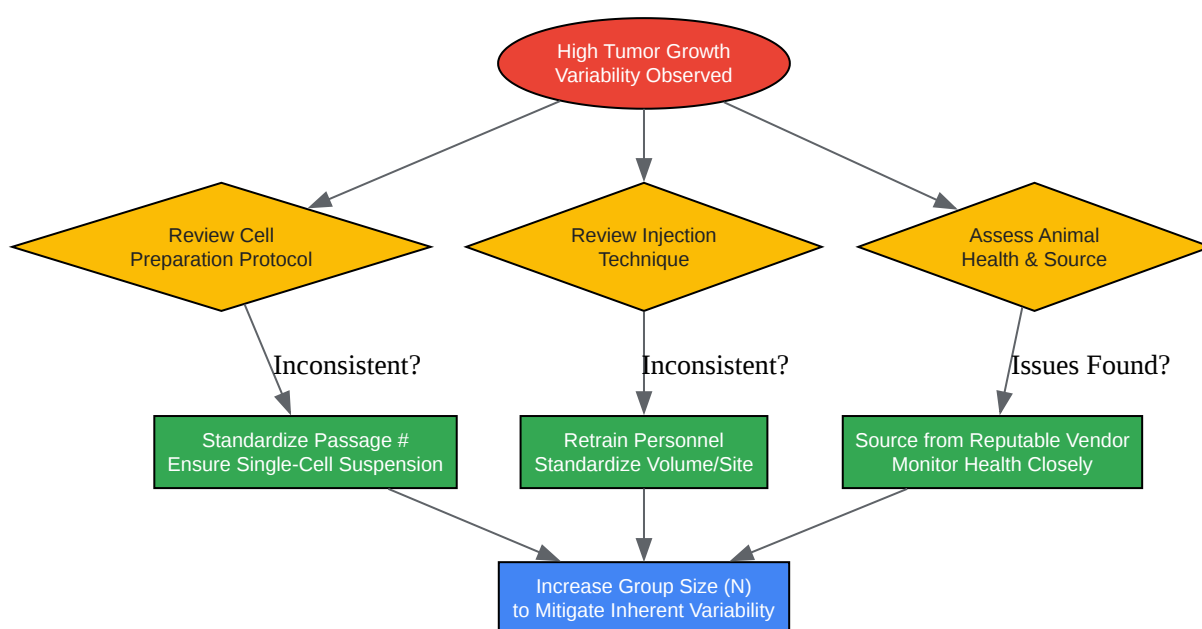 High Tumor Growth
Variability Observed
Review Cell
Preparation Protocol
Review Injection
Technique
Assess Animal
Health & Source
Inconsistent?
Inconsistent?
Issues Found?
Standardize Passage #
Ensure Single-Cell Suspension
Retrain Personnel
Standardize Volume/Site
Source from Reputable Vendor
Monitor Health Closely
Increase Group Size (N)
to Mitigate Inherent Variability